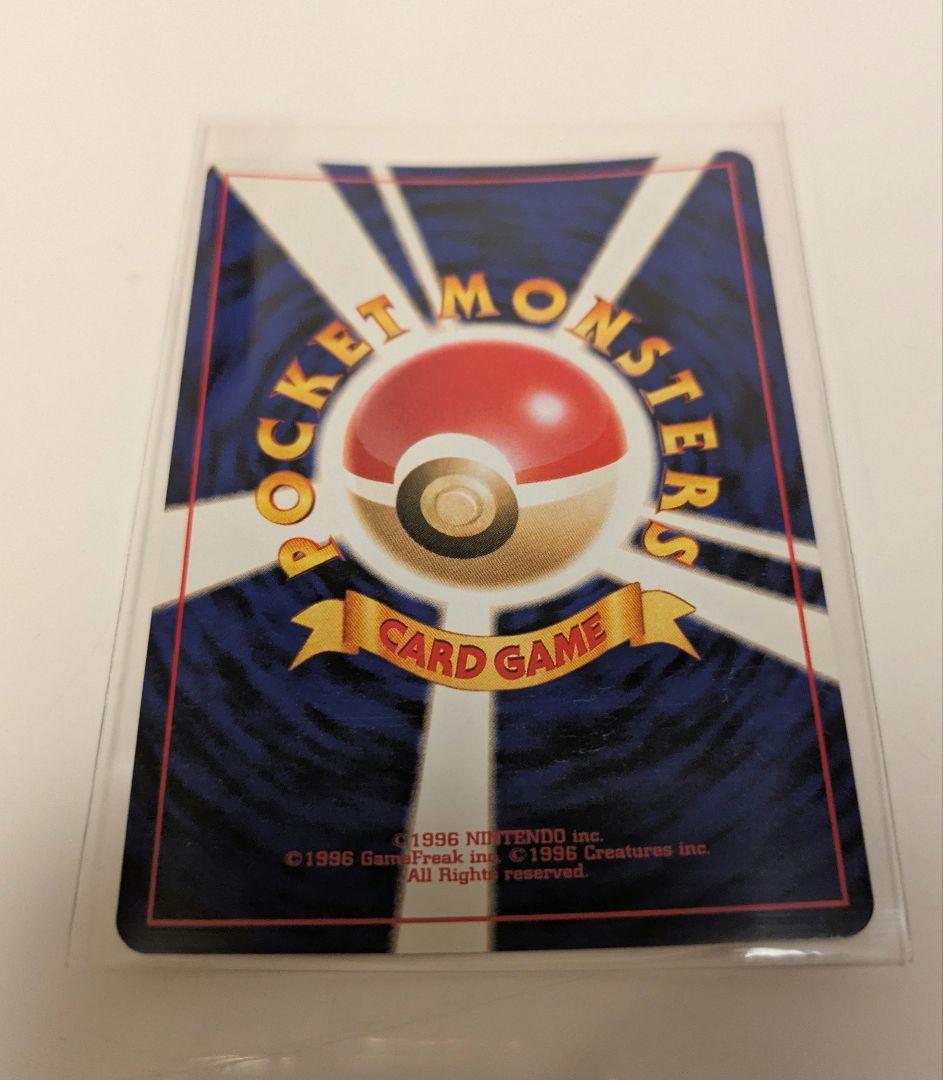 POCKET MONSTERS
CARD GAME
©1996 NINTENDO inc.
©1996 GameFreak inc. ©1996 Creatures inc.
All Rights reserved.